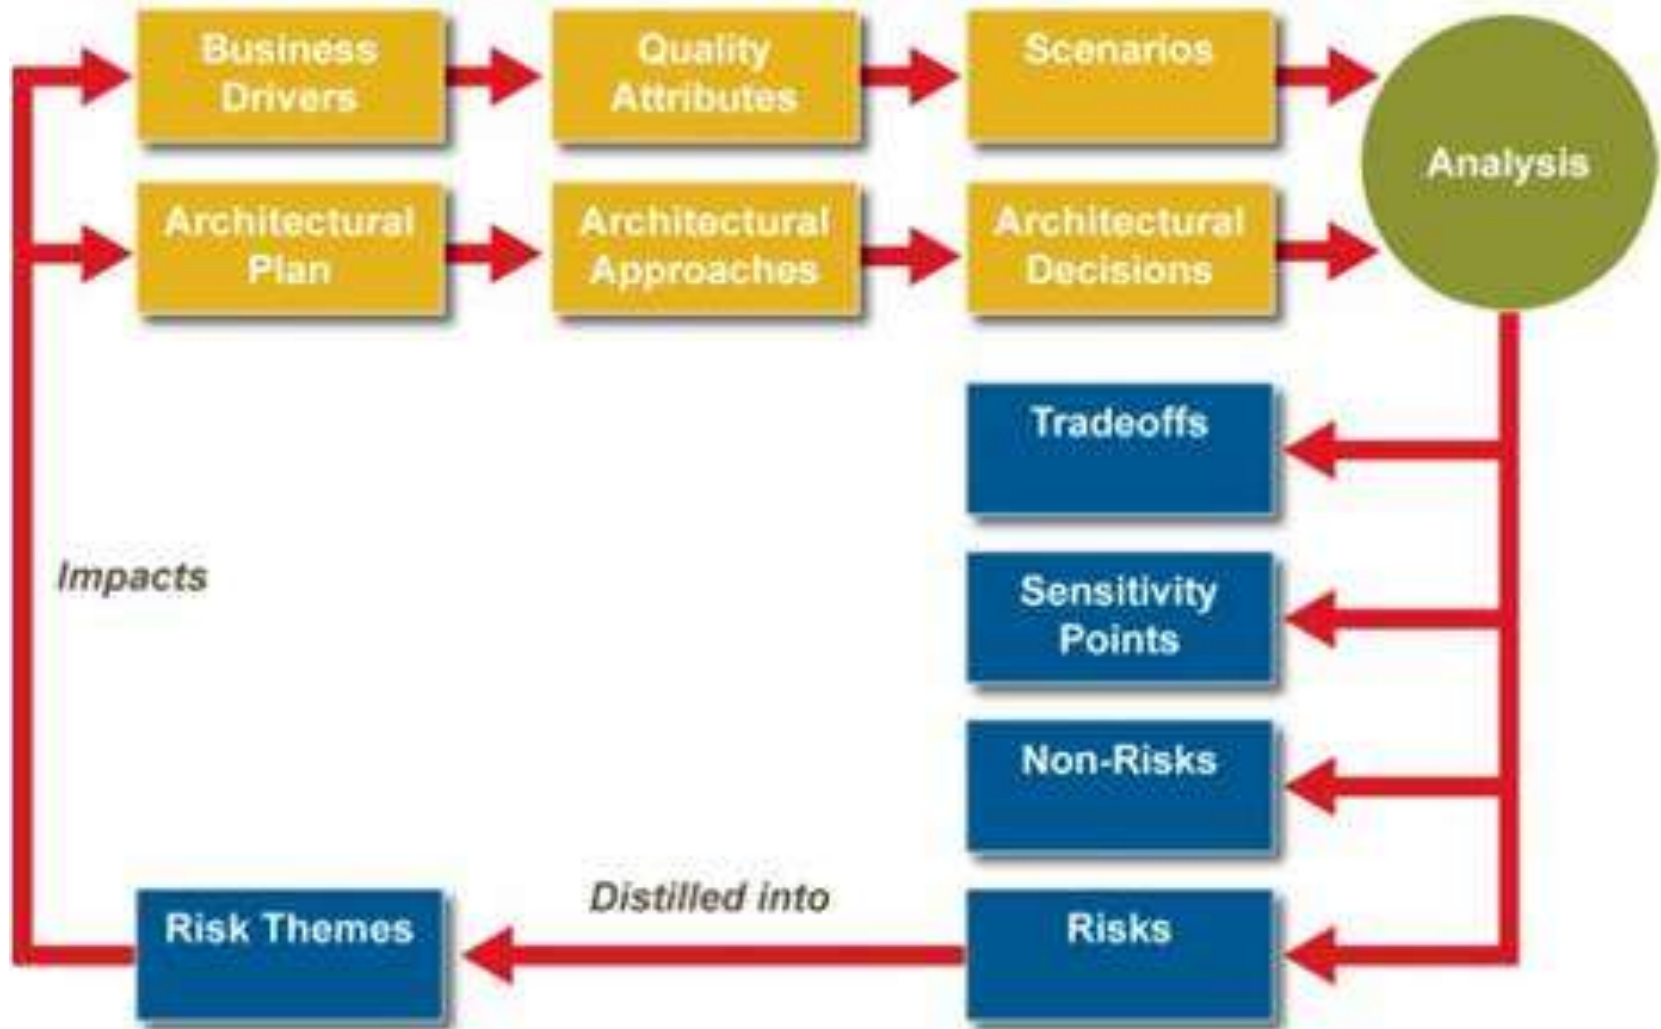 Business
Drivers
Quality
Attributes
Scenarios
Analysis
Architectural
Plan
Architectural
Approaches
Architectural
Decisions
Tradeoffs
Sensitivity
Points
Impacts
Non-Risks
Distilled into
Risk Themes
Risks